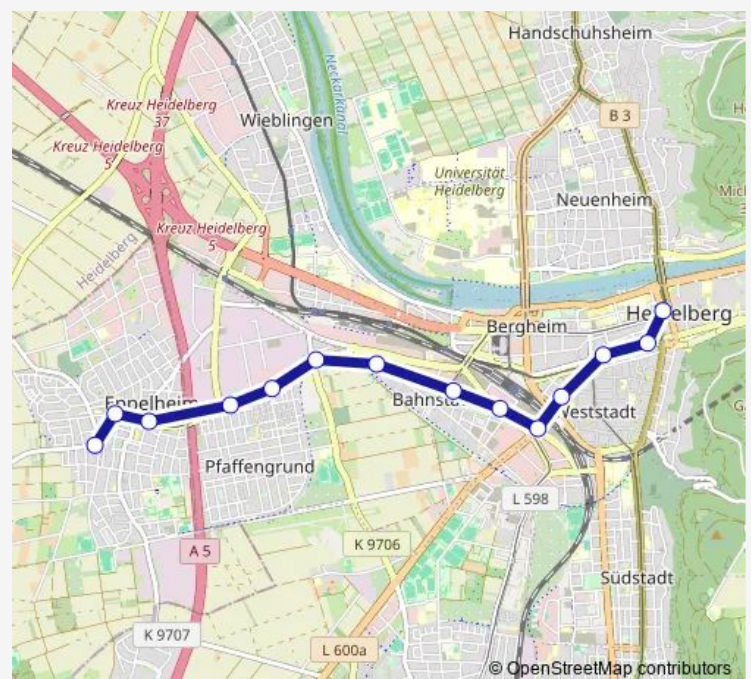 Handschuhsheim
B 3
Kreuz Heidelberg
37
Kreuz Heidelberg
5
Wieblingen
Neckarkanal
Universität
Heidelberg
Neuenheim
Kreuz Heidelberg
5
Heidelberg
Bergheim
Eppelheim
Weststadt
Pfaffengrund
L 598
A 5
K 9706
Südstadt
K 9707
L 600a
© OpenStreetMap contributors